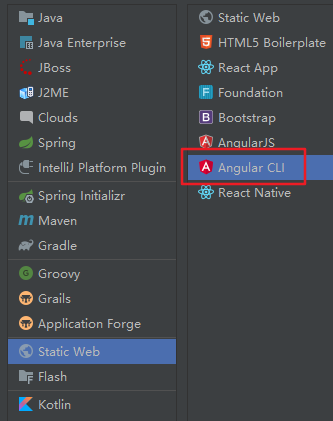 Java
Java Enterprise
JBoss
J2ME
Clouds
Spring
IntelliJ Platform Plugin
Spring Initializr
Maven
Gradle
Groovy
Grails
Application Forge
Static Web
Flash
Kotlin
Static Web
HTML5 Boilerplate
React App
Foundation
Bootstrap
AngularJS
Angular CLI
React Native